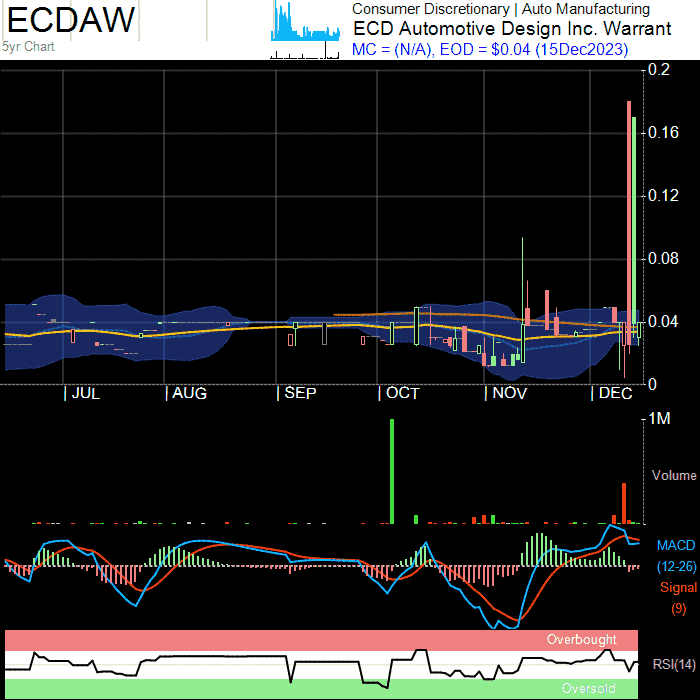 ECDAW
5yr Chart
Consumer Discretionary | Auto Manufacturing
ECD Automotive Design Inc. Warrant
MC = (N/A), EOD = $0.04 (15Dec2023)
0.2
0.16
0.12
0.08
0.04
0
JUL AUG SEP OCT NOV DEC
1M
Volume
MACD
(12-26)
Signal
(9)
Overbought
RSI(14)
Oversold